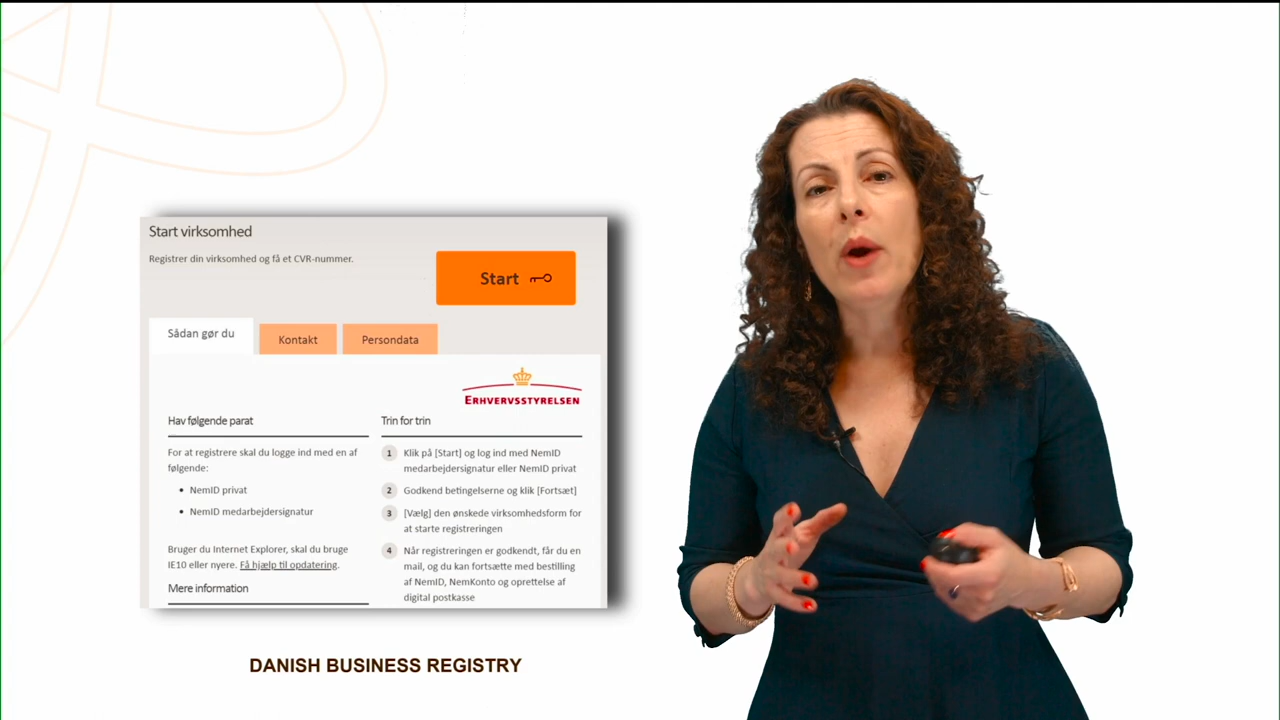 Start virksomhed
Registrer din virksomhed og få et CVR-nummer.
Start
Sådan gør du
Kontakt
Persondata
ERHVERVSSTYRELSEN
Hav følgende parat
For at registrere skal du logge ind med en af
følgende:
NemID privat
NemID medarbejdersignatur
Bruger du Internet Explorer, skal du bruge
IE10 eller nyere. Få hjælp til opdatering.
Mere information
Trin for trin
1 Klik på [Start] og log ind med NemID
medarbejdersignatur eller NemID privat
2 Godkend betingelserne og klik [Fortsæt]
3 [Vælg] den ønskede virksomhedsform for
at starte registreringen
4 Når registreringen er godkendt, får du en
mail, og du kan fortsætte med bestilling
af NemID, NemKonto og oprettelse af
digital postkasse
DANISH BUSINESS REGISTRY